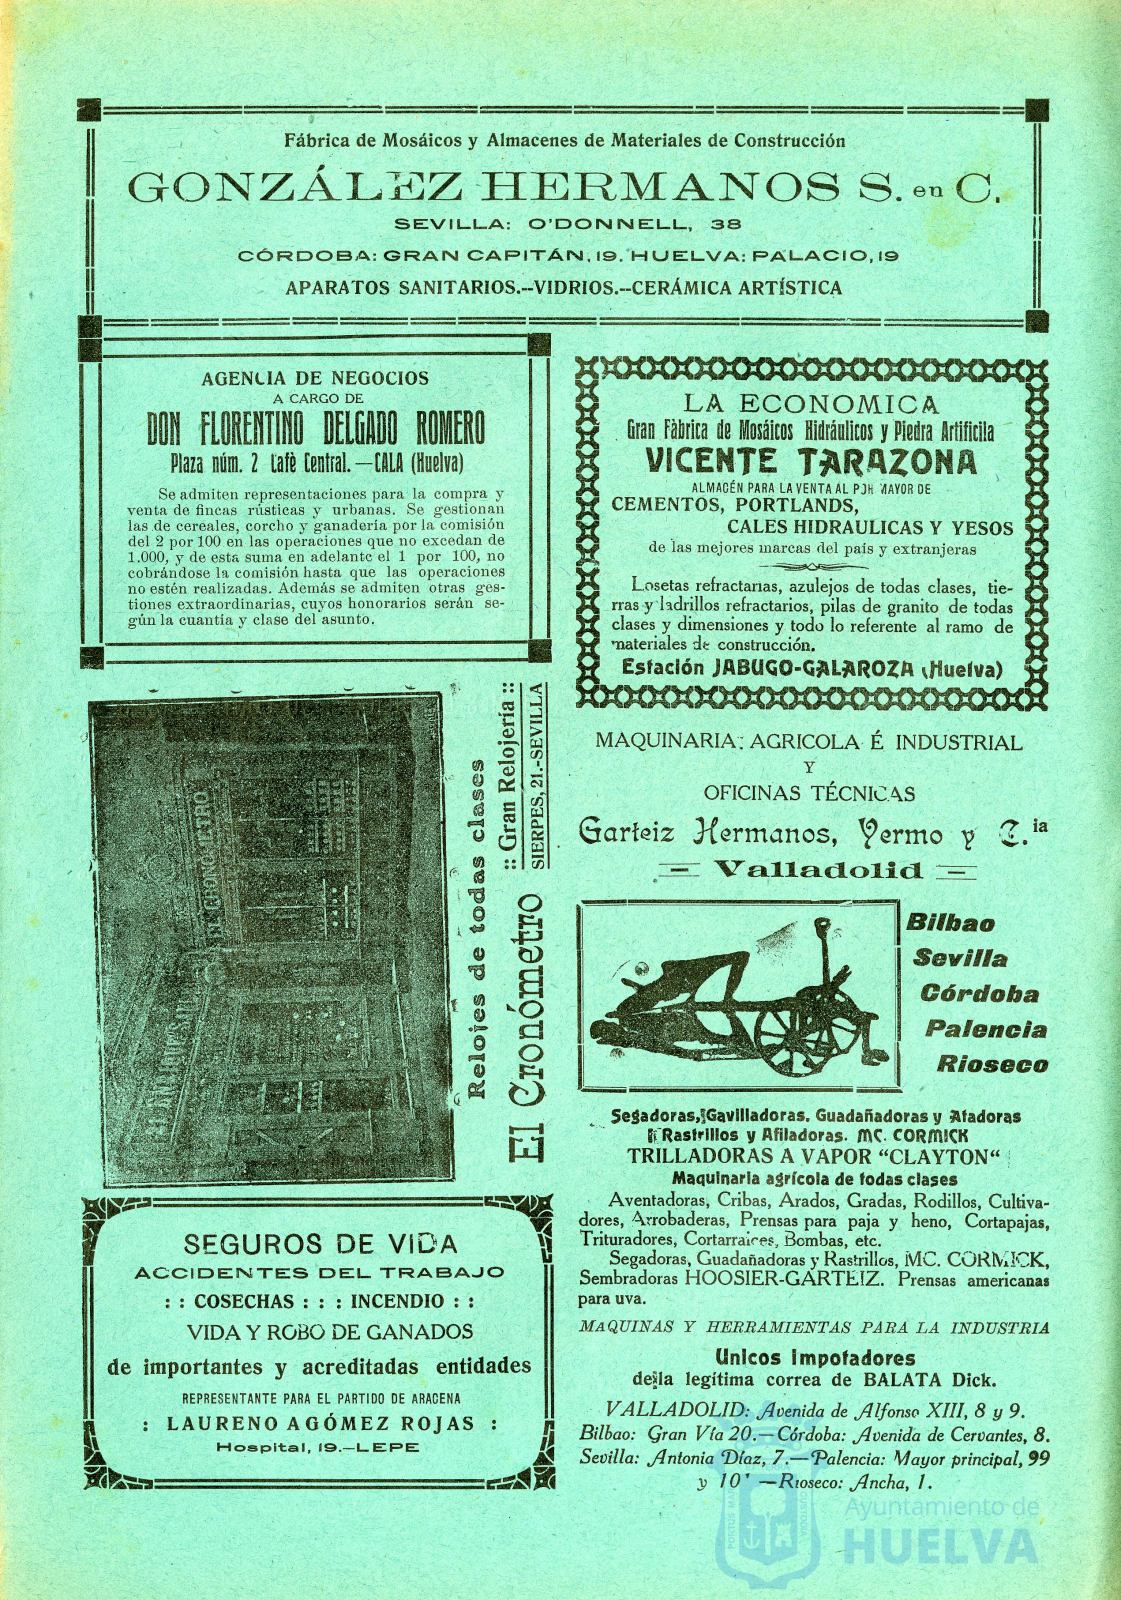 Fábrica de Mosáicos y Almacenes de Materiales de Construcción
GONZÁLEZ HERMANOS S. en C.
SEVILLA: O'DONNELL, 38
CÓRDOBA: GRAN CAPITÁN, 19. HUELVA: PALACIO, 19
APARATOS SANITARIOS.--VIDRIOS.--CERÁMICA ARTÍSTICA
AGENCIA DE NEGOCIOS
A CARGO DE
DON FLORENTINO DELGADO ROMERO
Plaza núm. 2 Cafè Central.—CALA (Huelva)
Se admiten representaciones para la compra y
venta de fincas rústicas y urbanas. Se gestionan
las de cereales, corcho y ganadería por la comisión
del 2 por 100 en las operaciones que no excedan de
1.000, y de esta suma en adelante el 1 por 100, no
cobrándose la comisión hasta que las operaciones
no estén realizadas. Además se admiten otras ges-
tiones extraordinarias, cuyos honorarios serán se-
gún la cuantía y clase del asunto.
LA ECONOMICA
Gran Fàbrica de Mosáicos Hidráulicos y Piedra Artificila
VICENTE TARAZONA
ALMACÉN PARA LA VENTA AL POR MAYOR DE
CEMENTOS, PORTLANDS,
CALES HIDRAULICAS Y YESOS
de las mejores marcas del pais y extranjeras
Losetas refractarias, azulejos de todas clases, tie-
rras y ladrillos refractarios, pilas de granito de todas
clases y dimensiones y todo lo referente al ramo de
materiales de construcción.
Estación JABUGO-GALAROZA (Huelva)
EL CRONOMETRO
Relojes de todas clases
:: Gran Relojería ::
SIERPES, 21.-SEVILLA
El Cronómetro
MAQUINARIA: AGRICOLA É INDUSTRIAL
Y
OFICINAS TÉCNICAS
Garteiz Hermanos, Yermo y C.ia
Valladolid
Bilbao
Sevilla
Córdoba
Palencia
Rioseco
Segadoras, Gavilladoras. Guadañadoras y Atadoras
Rastrillos y Afiladoras. MC. CORMICK
TRILLADORAS A VAPOR “CLAYTON“
Maquinaria agrícola de todas clases
Aventadoras, Cribas, Arados, Gradas, Rodillos, Cultiva-
dores, Arrobaderas, Prensas para paja y heno, Cortapajas,
Trituradores, Cortarraices, Bombas, etc.
Segadoras, Guadañadoras y Rastrillos, MC. CORMICK,
Sembradoras HOOSIER-GARTEIZ. Prensas americanas
para uva.
MAQUINAS Y HERRAMIENTAS PARA LA INDUSTRIA
Unicos impotadores
de la legítima correa de BALATA Dick.
VALLADOLID: Avenida de Alfonso XIII, 8 y 9.
Bilbao: Gran Vía 20.—Córdoba: Avenida de Cervantes, 8.
Sevilla: Antonia Díaz, 7.—Palencia: Mayor principal, 99
y 10 —Rioseco: Ancha, 1.
SEGUROS DE VIDA
ACCIDENTES DEL TRABAJO
: : COSECHAS : : : INCENDIO : :
VIDA Y ROBO DE GANADOS
de importantes y acreditadas entidades
REPRESENTANTE PARA EL PARTIDO DE ARACENA
: LAURENO AGÓMEZ ROJAS :
Hospital, 19.—LEPE
Ayuntamiento de
HUELVA